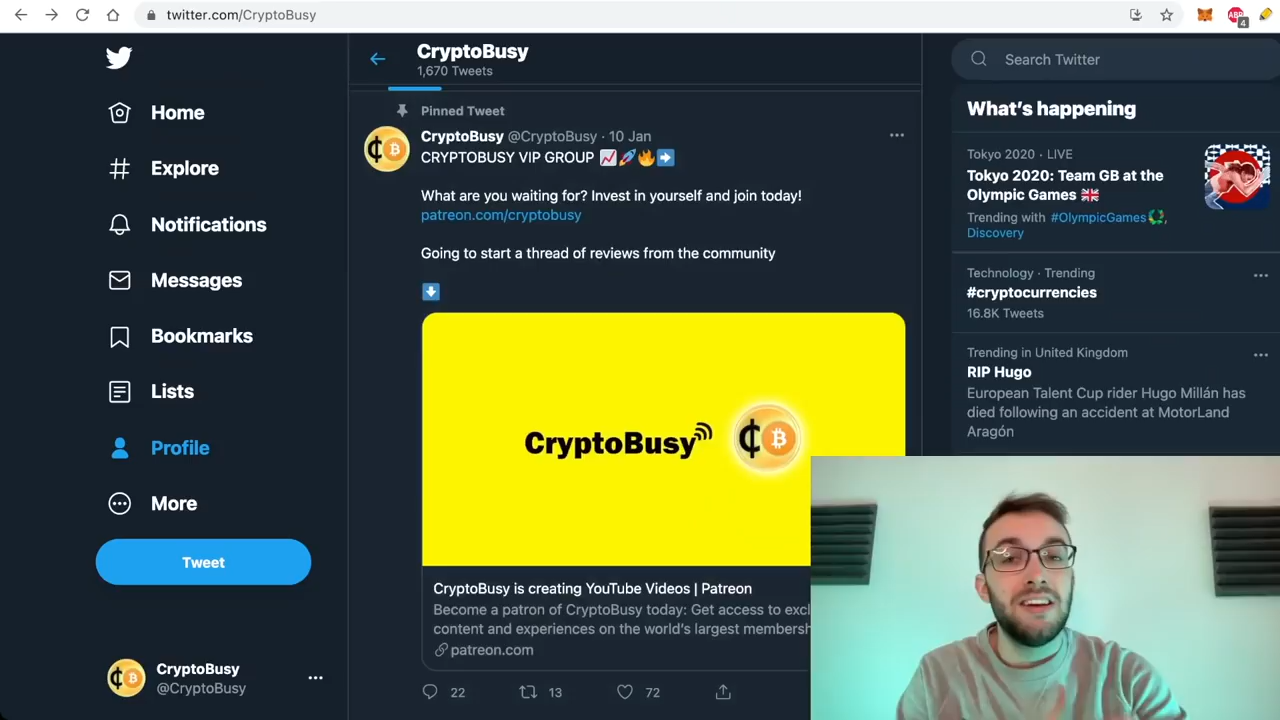 twitter.com/CryptoBusy
ABP
4
Home
Explore
Notifications
Messages
Bookmarks
Lists
Profile
More
Tweet
CryptoBusy
@CryptoBusy
CryptoBusy
1,670 Tweets
Pinned Tweet
CryptoBusy @CryptoBusy · 10 Jan
CRYPTOBUSY VIP GROUP 📈🚀🔥➡️
What are you waiting for? Invest in yourself and join today!
patreon.com/cryptobusy
Going to start a thread of reviews from the community
⬇️
CryptoBusy
CryptoBusy is creating YouTube Videos | Patreon
Become a patron of CryptoBusy today: Get access to excl
content and experiences on the world's largest membersh
patreon.com
22
13
72
Search Twitter
What's happening
Tokyo 2020 · LIVE
Tokyo 2020: Team GB at the
Olympic Games 🇬🇧
Trending with #OlympicGames
Discovery
Technology · Trending
#cryptocurrencies
16.8K Tweets
Trending in United Kingdom
RIP Hugo
European Talent Cup rider Hugo Millán has
died following an accident at MotorLand
Aragón